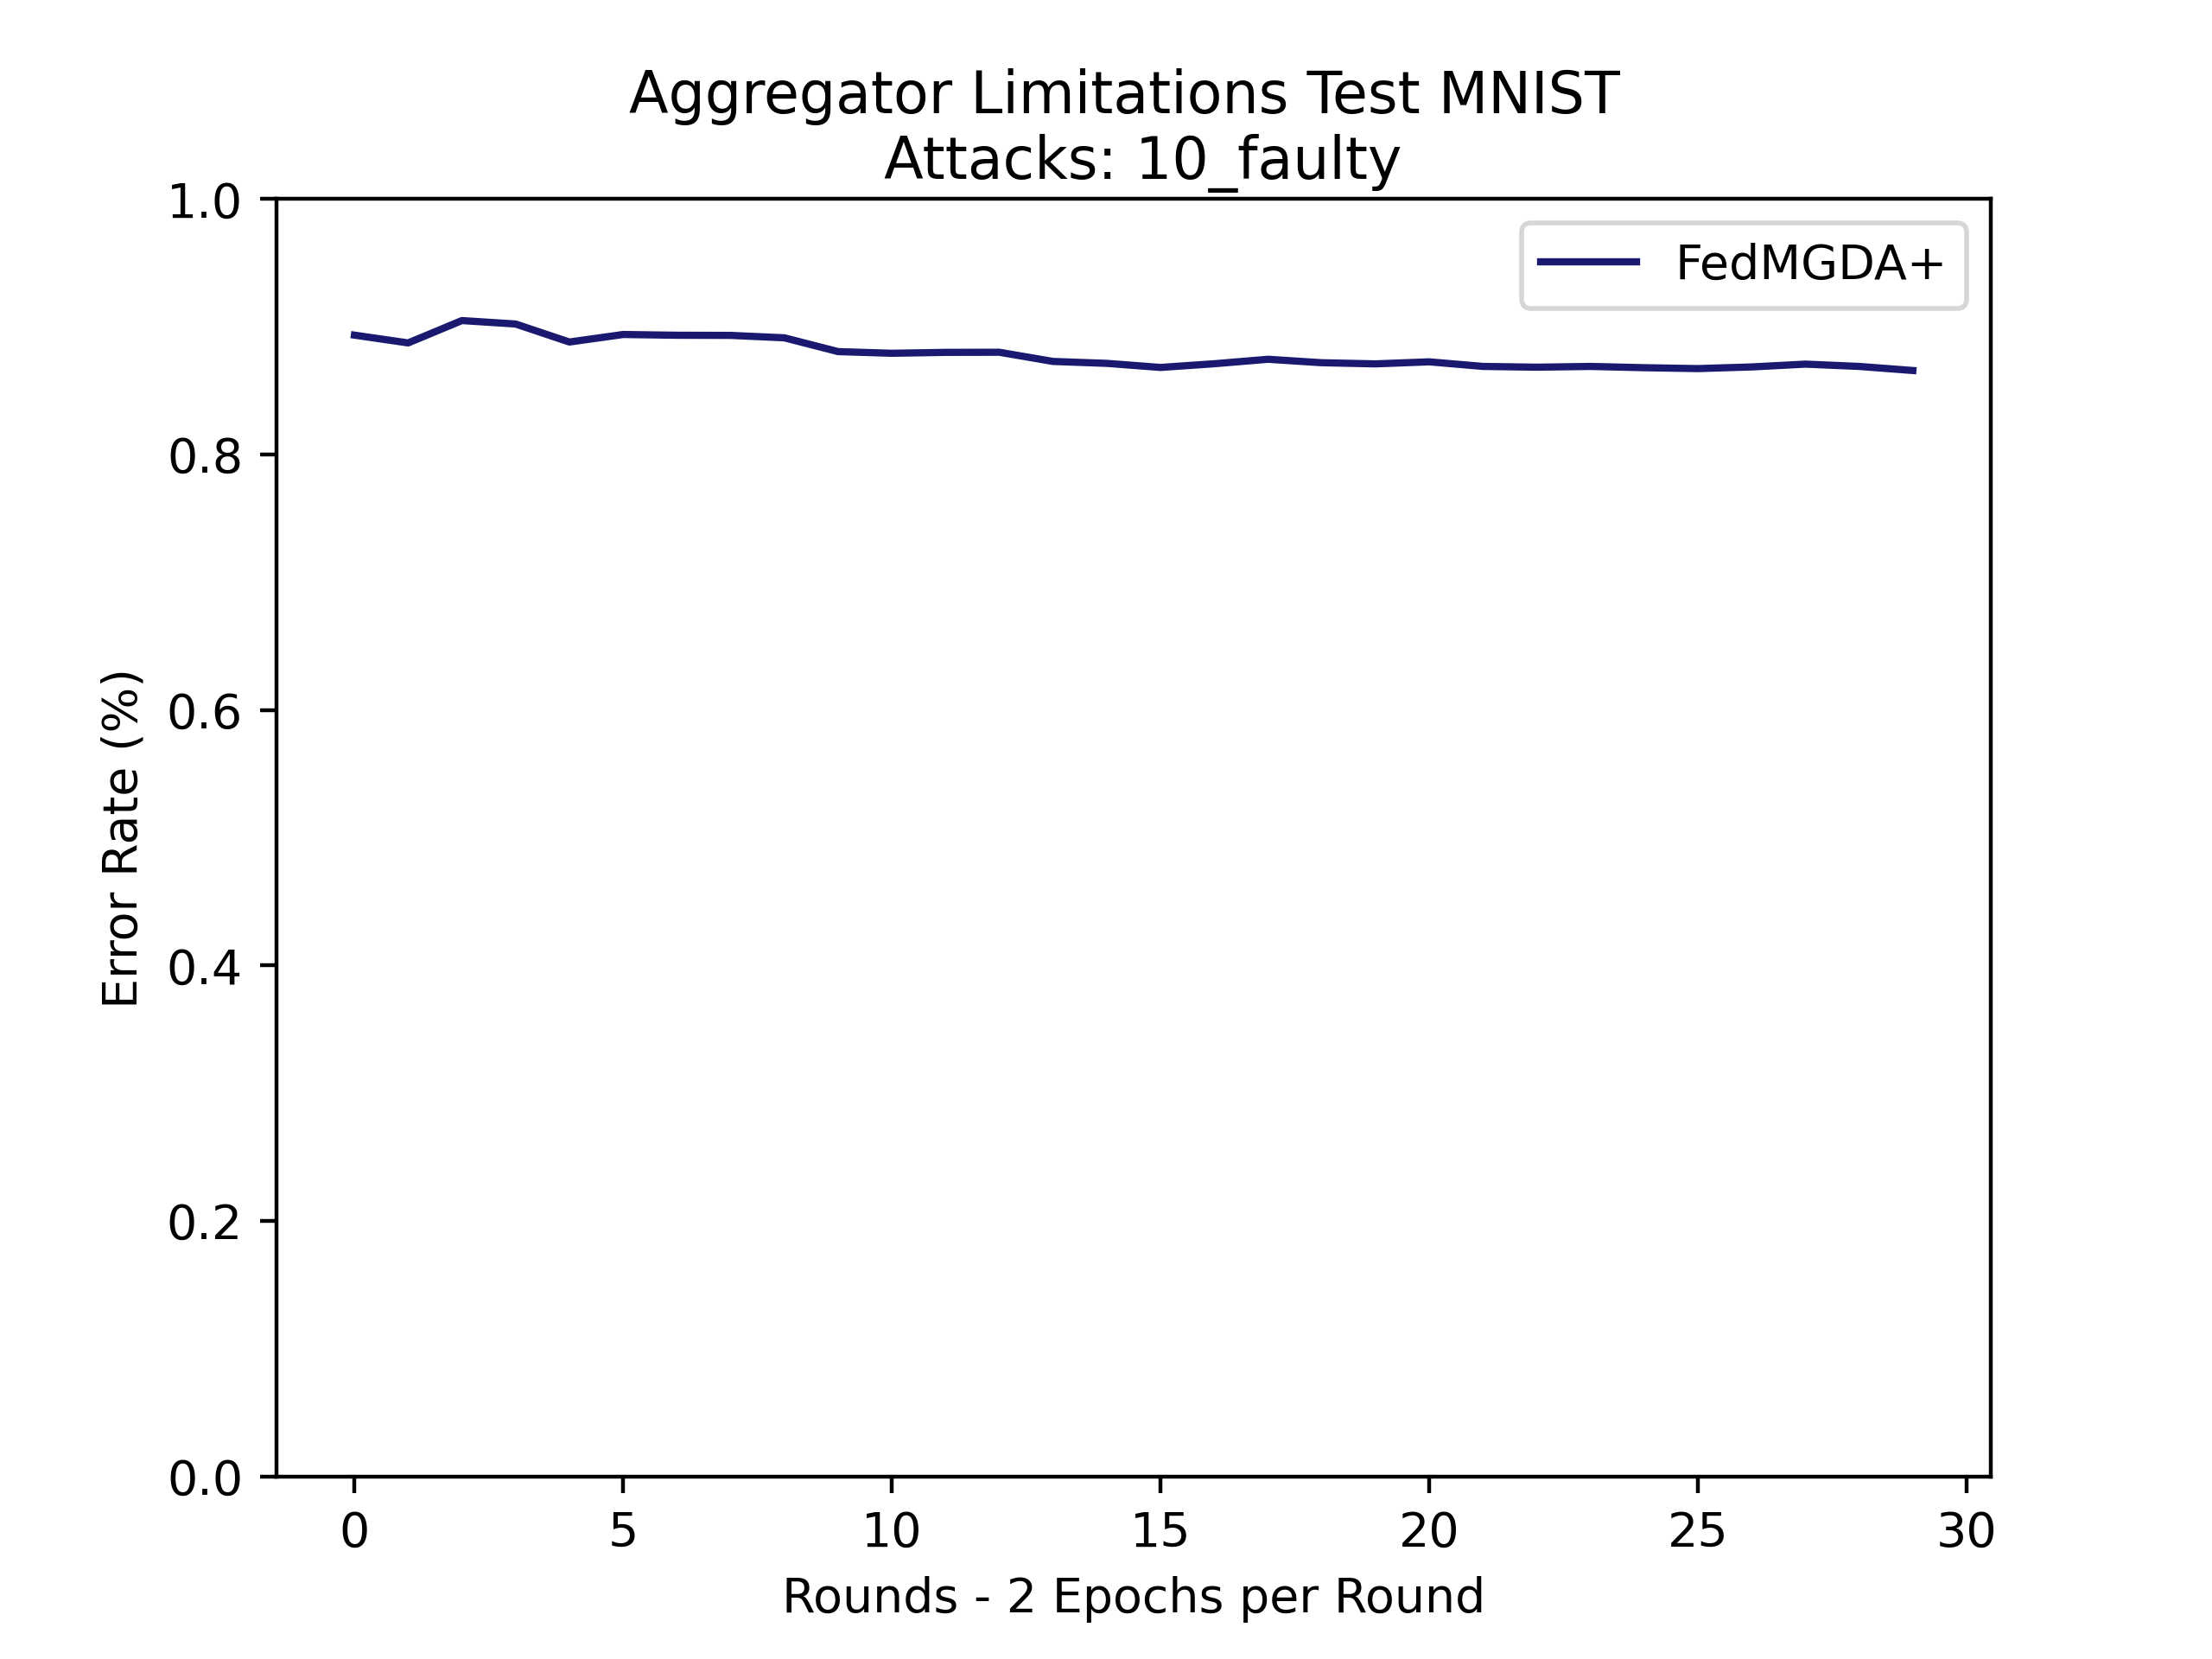 Aggregator Limitations Test MNIST
Attacks: 10_faulty
FedMGDA+
Error Rate (%)
1.0
0.8
0.6
0.4
0.2
0.0
0 5 10 15 20 25 30
Rounds - 2 Epochs per Round